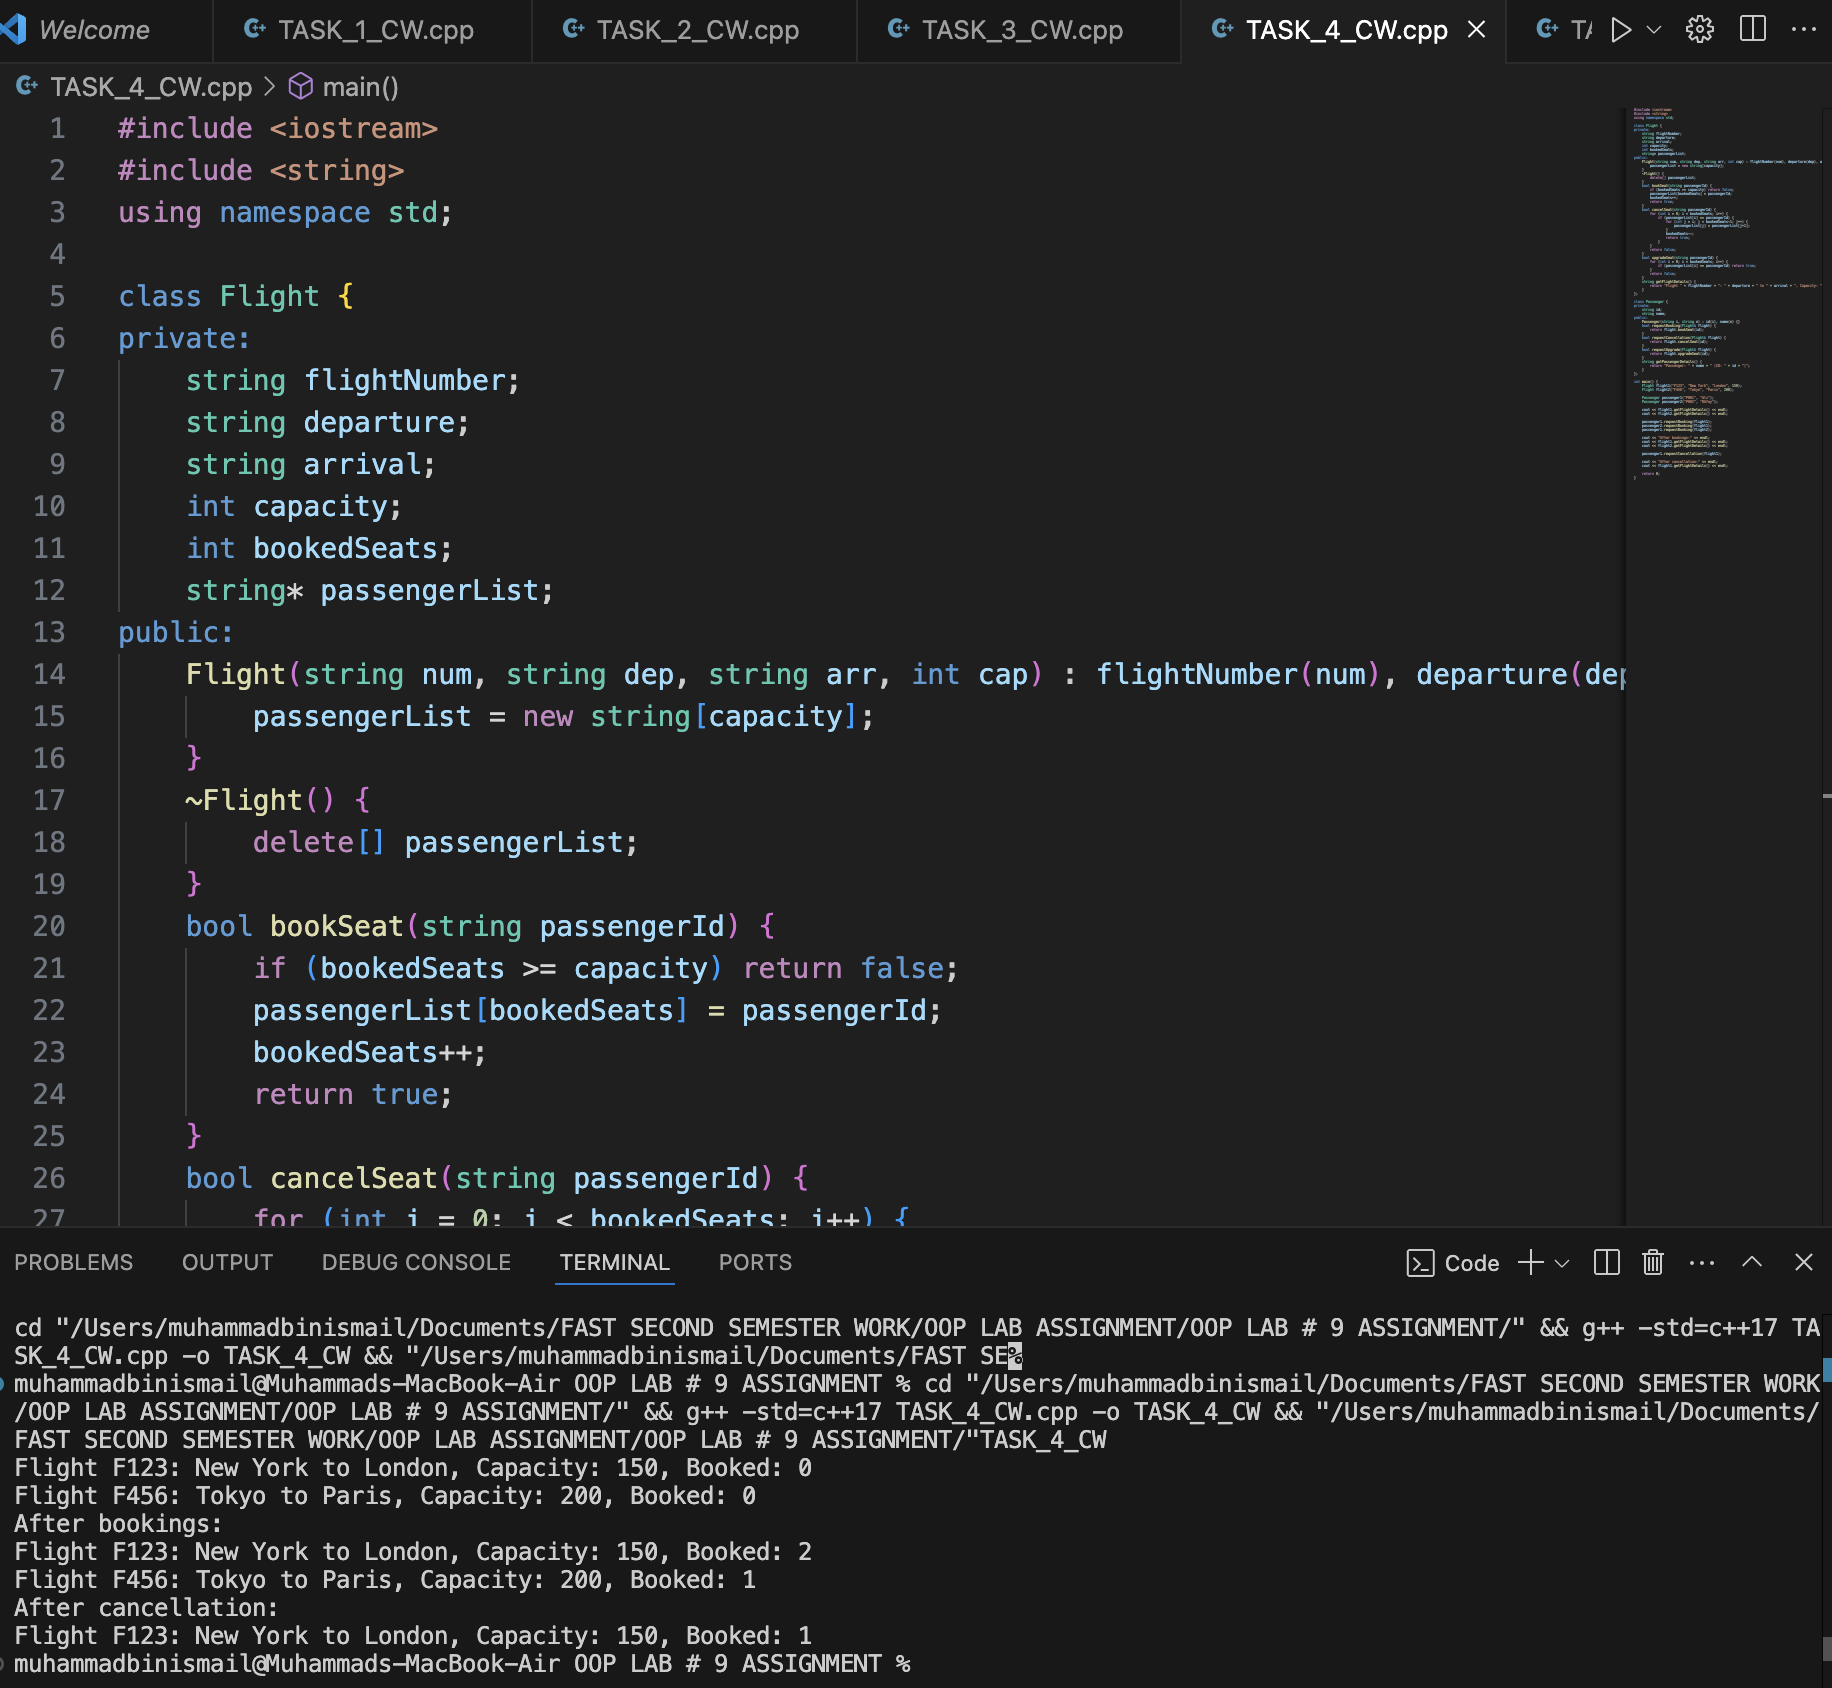 Welcome
TASK_1_CW.cpp
TASK_2_CW.cpp
TASK_3_CW.cpp
TASK_4_CW.cpp
TASK_4_CW.cpp > main()
1 #include <iostream>
2 #include <string>
3 using namespace std;
4
5 class Flight {
6 private:
7 string flightNumber;
8 string departure;
9 string arrival;
10 int capacity;
11 int bookedSeats;
12 string* passengerList;
13 public:
14 Flight(string num, string dep, string arr, int cap) : flightNumber(num), departure(dep
15 passengerList = new string[capacity];
16 }
17 ~Flight() {
18 delete[] passengerList;
19 }
20 bool bookSeat(string passengerId) {
21 if (bookedSeats >= capacity) return false;
22 passengerList[bookedSeats] = passengerId;
23 bookedSeats++;
24 return true;
25 }
26 bool cancelSeat(string passengerId) {
27 for (int i = 0; i < bookedSeats; i++) {
PROBLEMS OUTPUT DEBUG CONSOLE TERMINAL PORTS Code
cd "/Users/muhammadbinismail/Documents/FAST SECOND SEMESTER WORK/OOP LAB ASSIGNMENT/OOP LAB # 9 ASSIGNMENT/" && g++ -std=c++17 TA
SK_4_CW.cpp -o TASK_4_CW && "/Users/muhammadbinismail/Documents/FAST SE%
muhammadbinismail@Muhammads-MacBook-Air OOP LAB # 9 ASSIGNMENT % cd "/Users/muhammadbinismail/Documents/FAST SECOND SEMESTER WORK
/OOP LAB ASSIGNMENT/OOP LAB # 9 ASSIGNMENT/" && g++ -std=c++17 TASK_4_CW.cpp -o TASK_4_CW && "/Users/muhammadbinismail/Documents/
FAST SECOND SEMESTER WORK/OOP LAB ASSIGNMENT/OOP LAB # 9 ASSIGNMENT/"TASK_4_CW
Flight F123: New York to London, Capacity: 150, Booked: 0
Flight F456: Tokyo to Paris, Capacity: 200, Booked: 0
After bookings:
Flight F123: New York to London, Capacity: 150, Booked: 2
Flight F456: Tokyo to Paris, Capacity: 200, Booked: 1
After cancellation:
Flight F123: New York to London, Capacity: 150, Booked: 1
muhammadbinismail@Muhammads-MacBook-Air OOP LAB # 9 ASSIGNMENT %